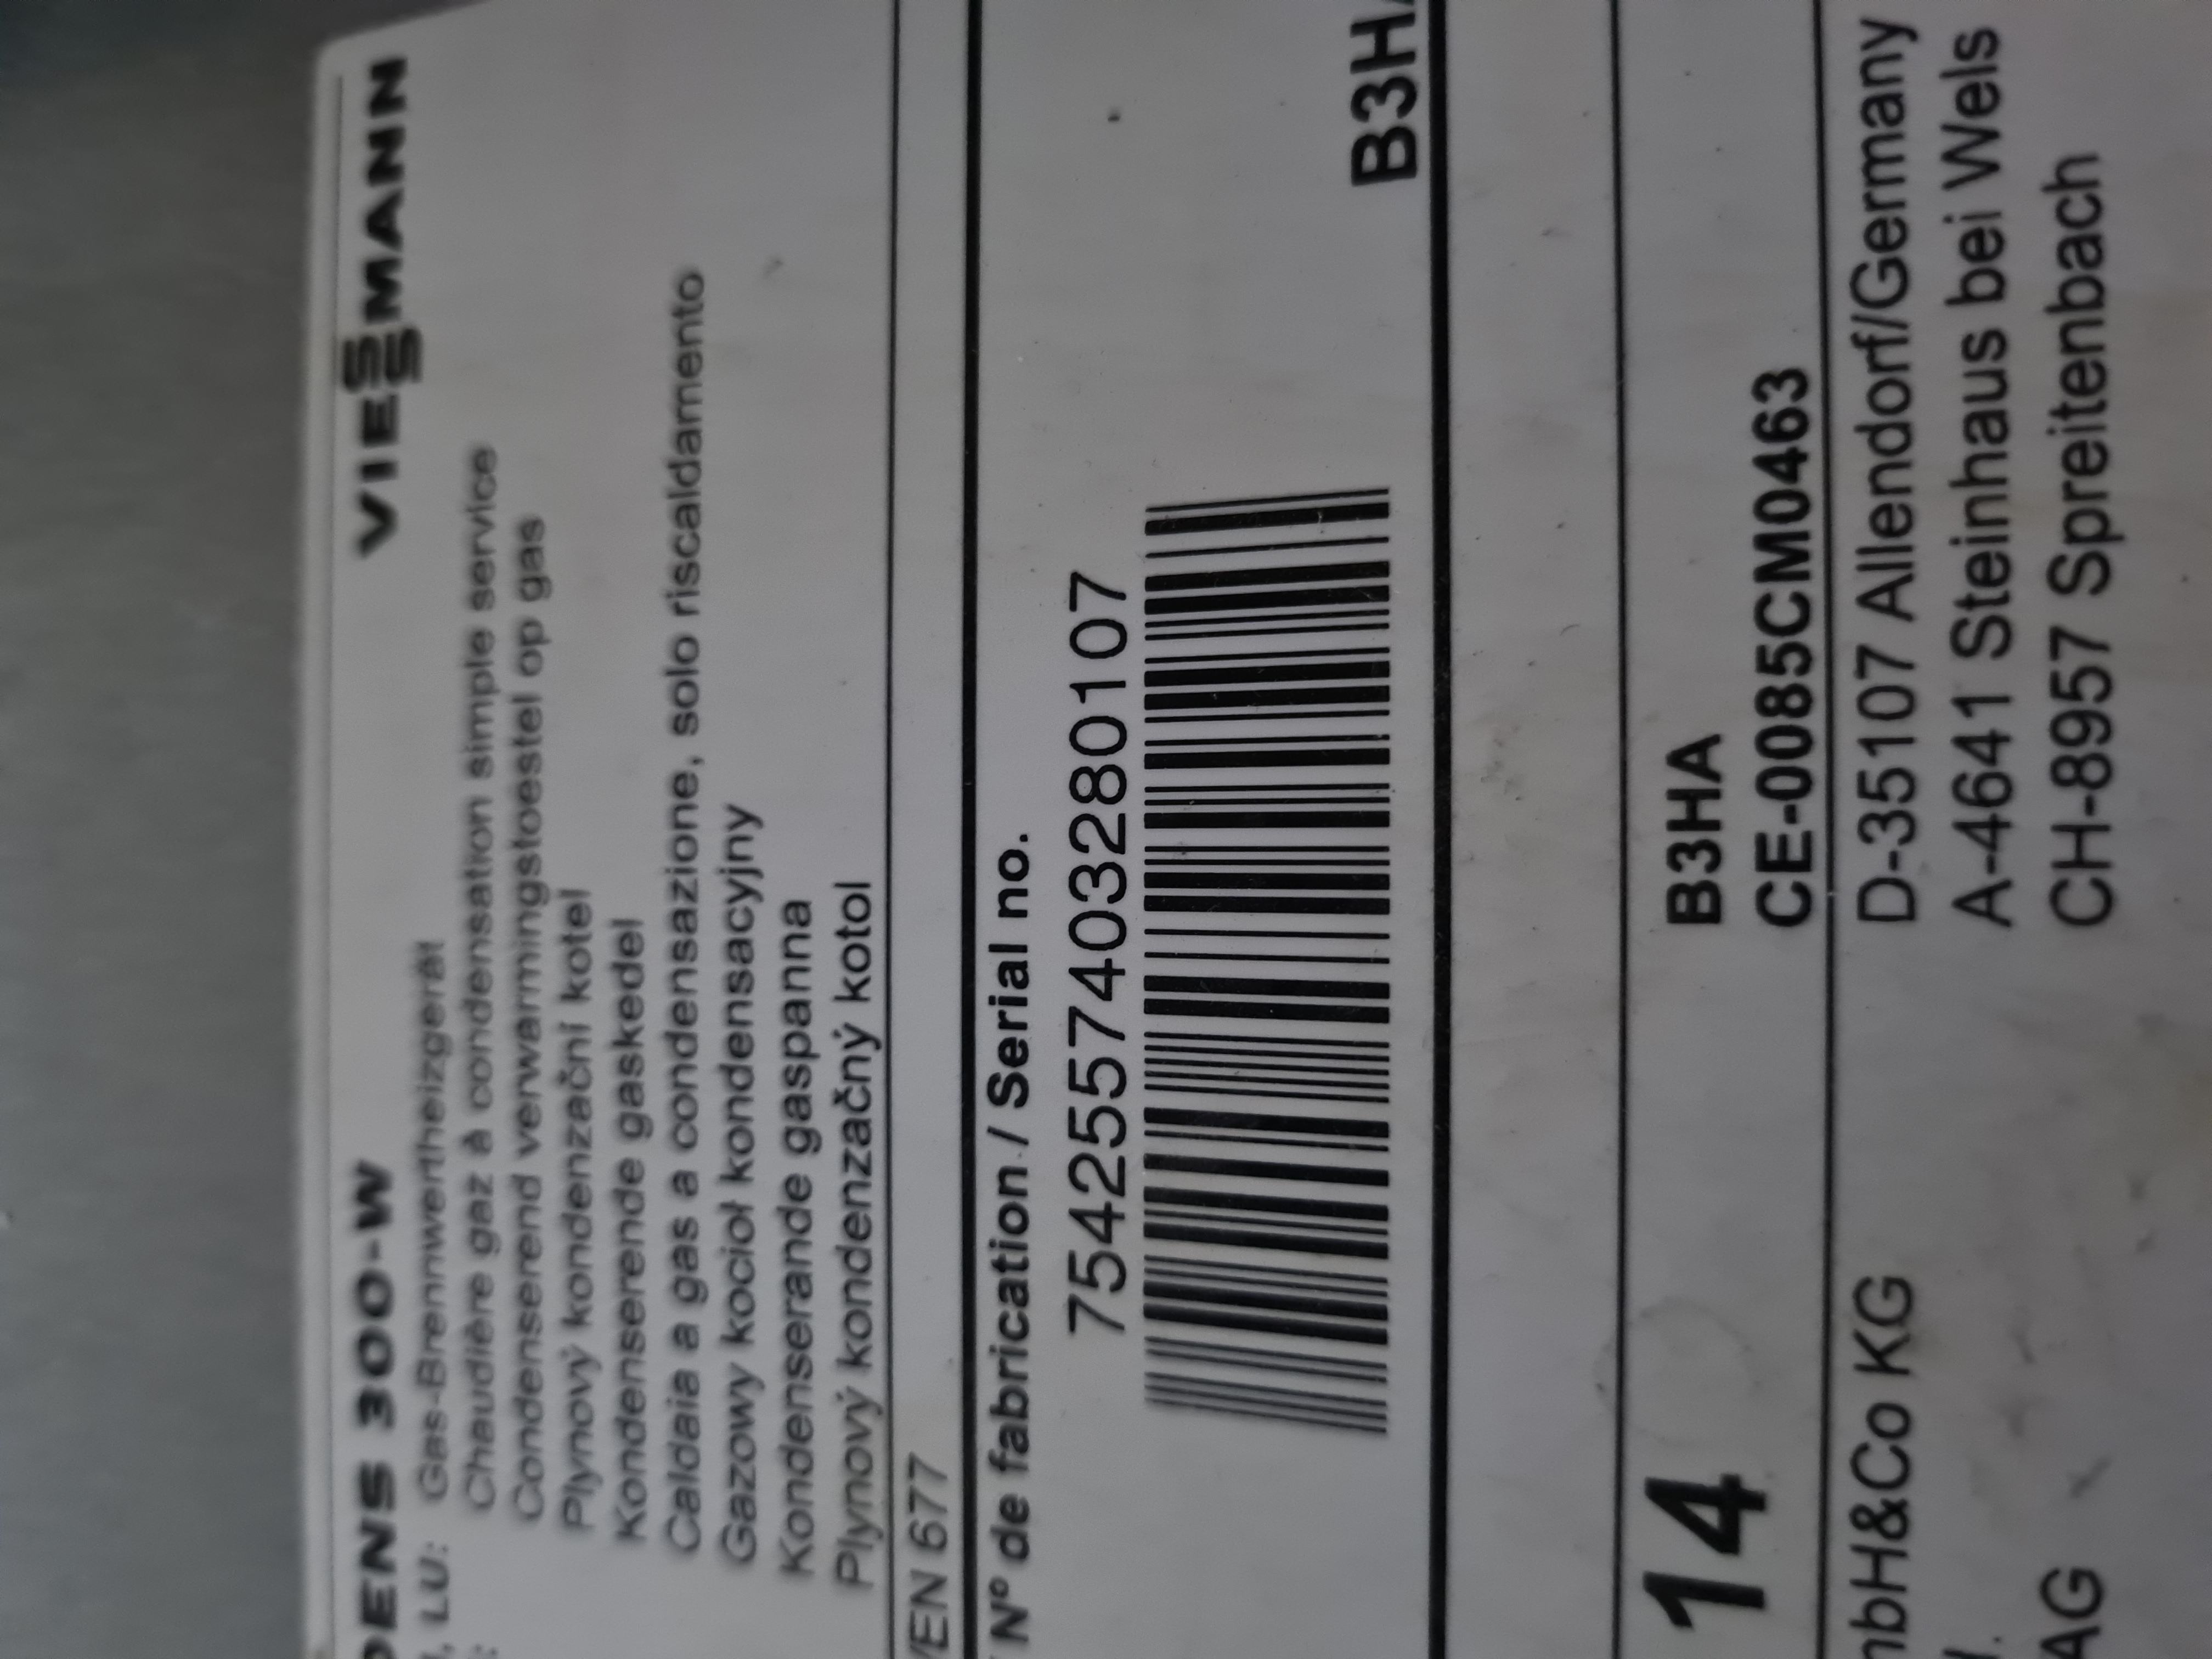 DENS 300-W VIESMANN
, LU: Gas-Brennwertheizgerät
: Chaudière gaz à condensation simple service
Condenserend verwarmingstoestel op gas
Plynový kondenzační kotel
Kondenserende gaskedel
Caldaia a gas a condensazione, solo riscaldamento
Gazowy kocioł kondensacyjny
Kondenserande gaspanna
Plynový kondenzačný kotol
/EN 677
N° de fabrication / Serial no.
7542557403280107
B3HA
14 B3HA
CE-0085CM0463
mbH&Co KG D-35107 Allendorf/Germany
. A-4641 Steinhaus bei Wels
AG CH-8957 Spreitenbach